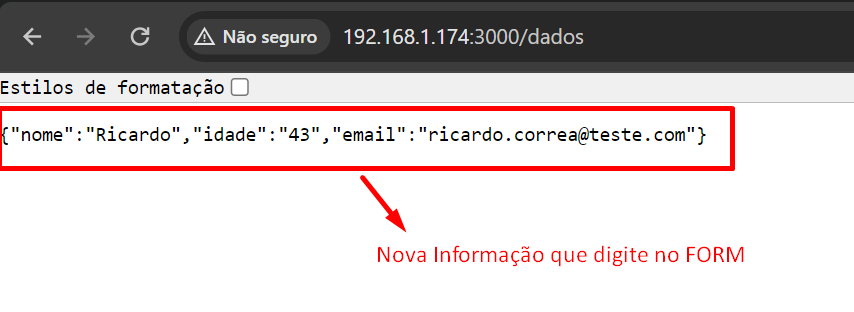 Não seguro 192.168.1.174:3000/dados
Estilos de formatação
{"nome":"Ricardo","idade":"43","email":"ricardo.correa@teste.com"}
Nova Informação que digite no FORM